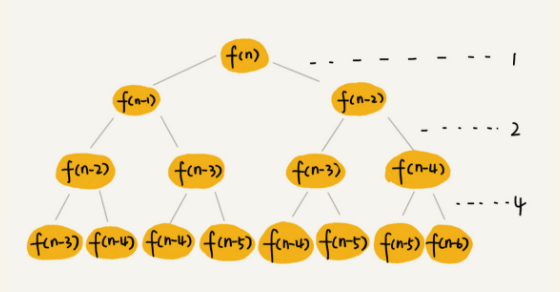 f(n) 1
f(n-1) f(n-2)
2
f(n-2) f(n-3) f(n-3) f(n-4)
4
f(n-3) f(n-4) f(n-4) f(n-5) f(n-4) f(n-5) f(n-5) f(n-6)